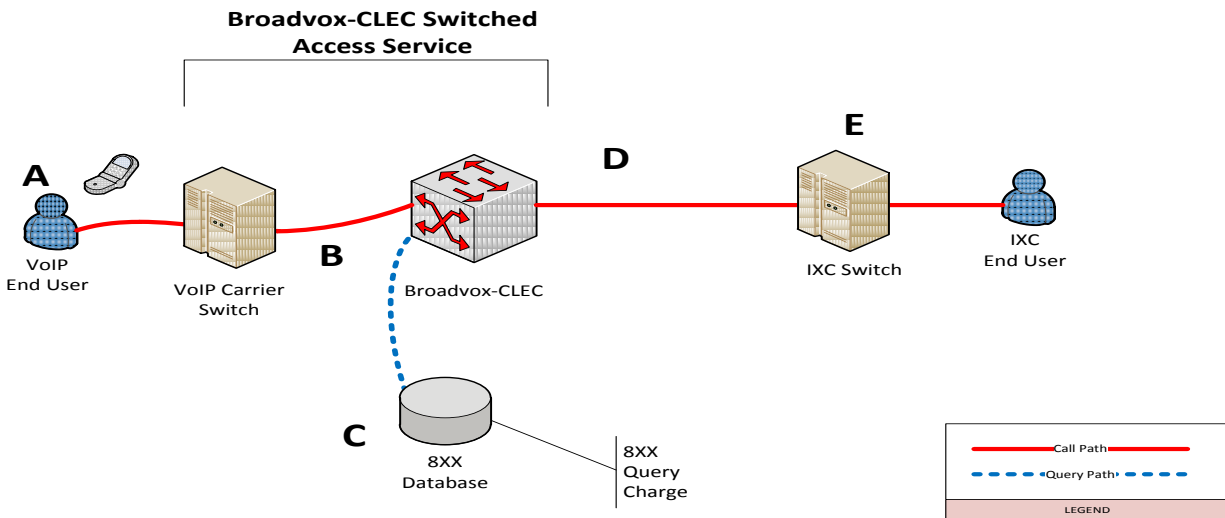 Broadvox-CLEC Switched
Access Service
A
VoIP
End User
VoIP Carrier
Switch
B
Broadvox-CLEC
D
E
IXC Switch
IXC
End User
C
8XX
Database
8XX
Query
Charge
Call Path
Query Path
LEGEND